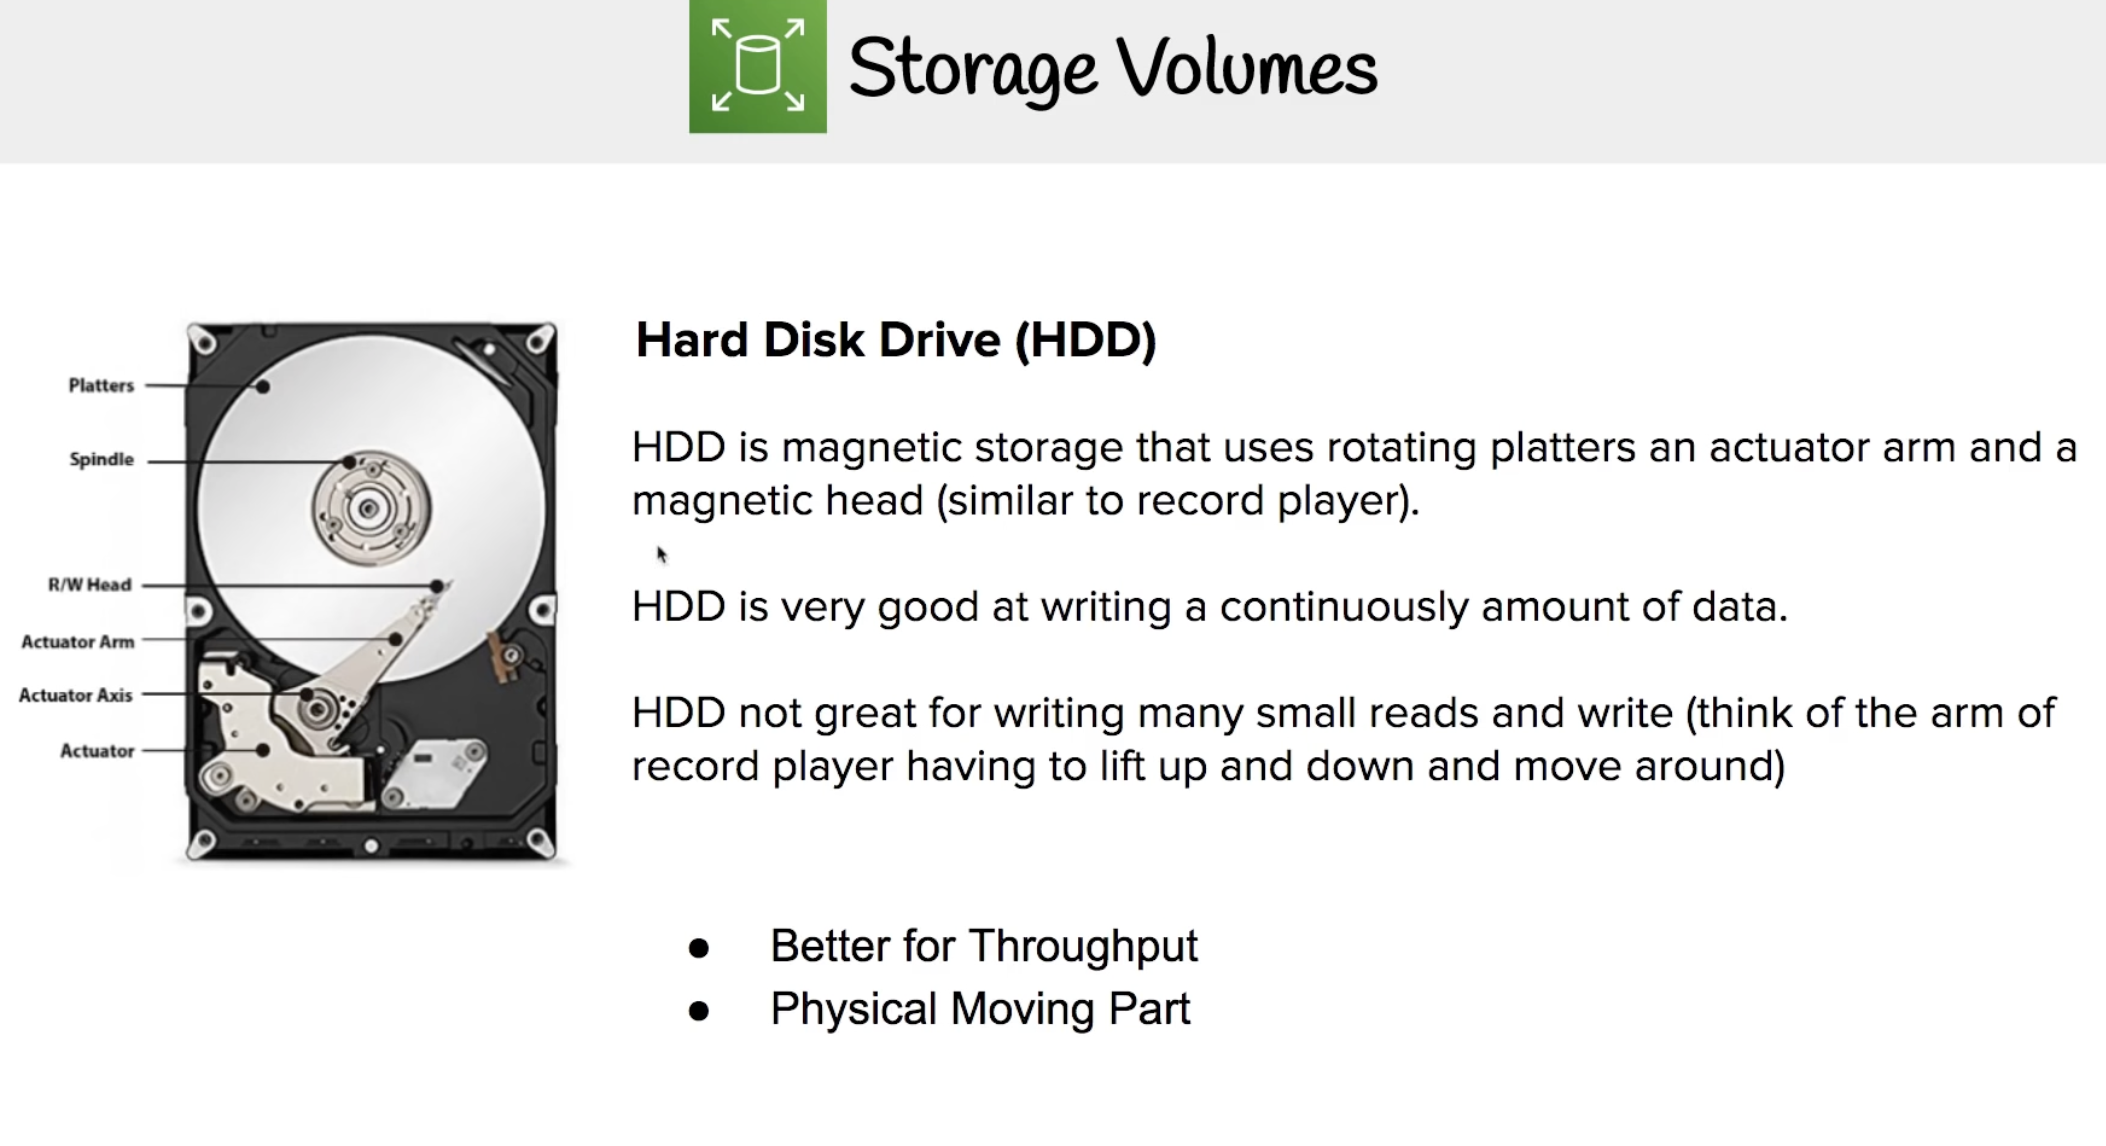 Storage Volumes
Hard Disk Drive (HDD)
Platters
Spindle
R/W Head
Actuator Arm
Actuator Axis
Actuator
HDD is magnetic storage that uses rotating platters an actuator arm and a
magnetic head (similar to record player).
HDD is very good at writing a continuously amount of data.
HDD not great for writing many small reads and write (think of the arm of
record player having to lift up and down and move around)
● Better for Throughput
● Physical Moving Part